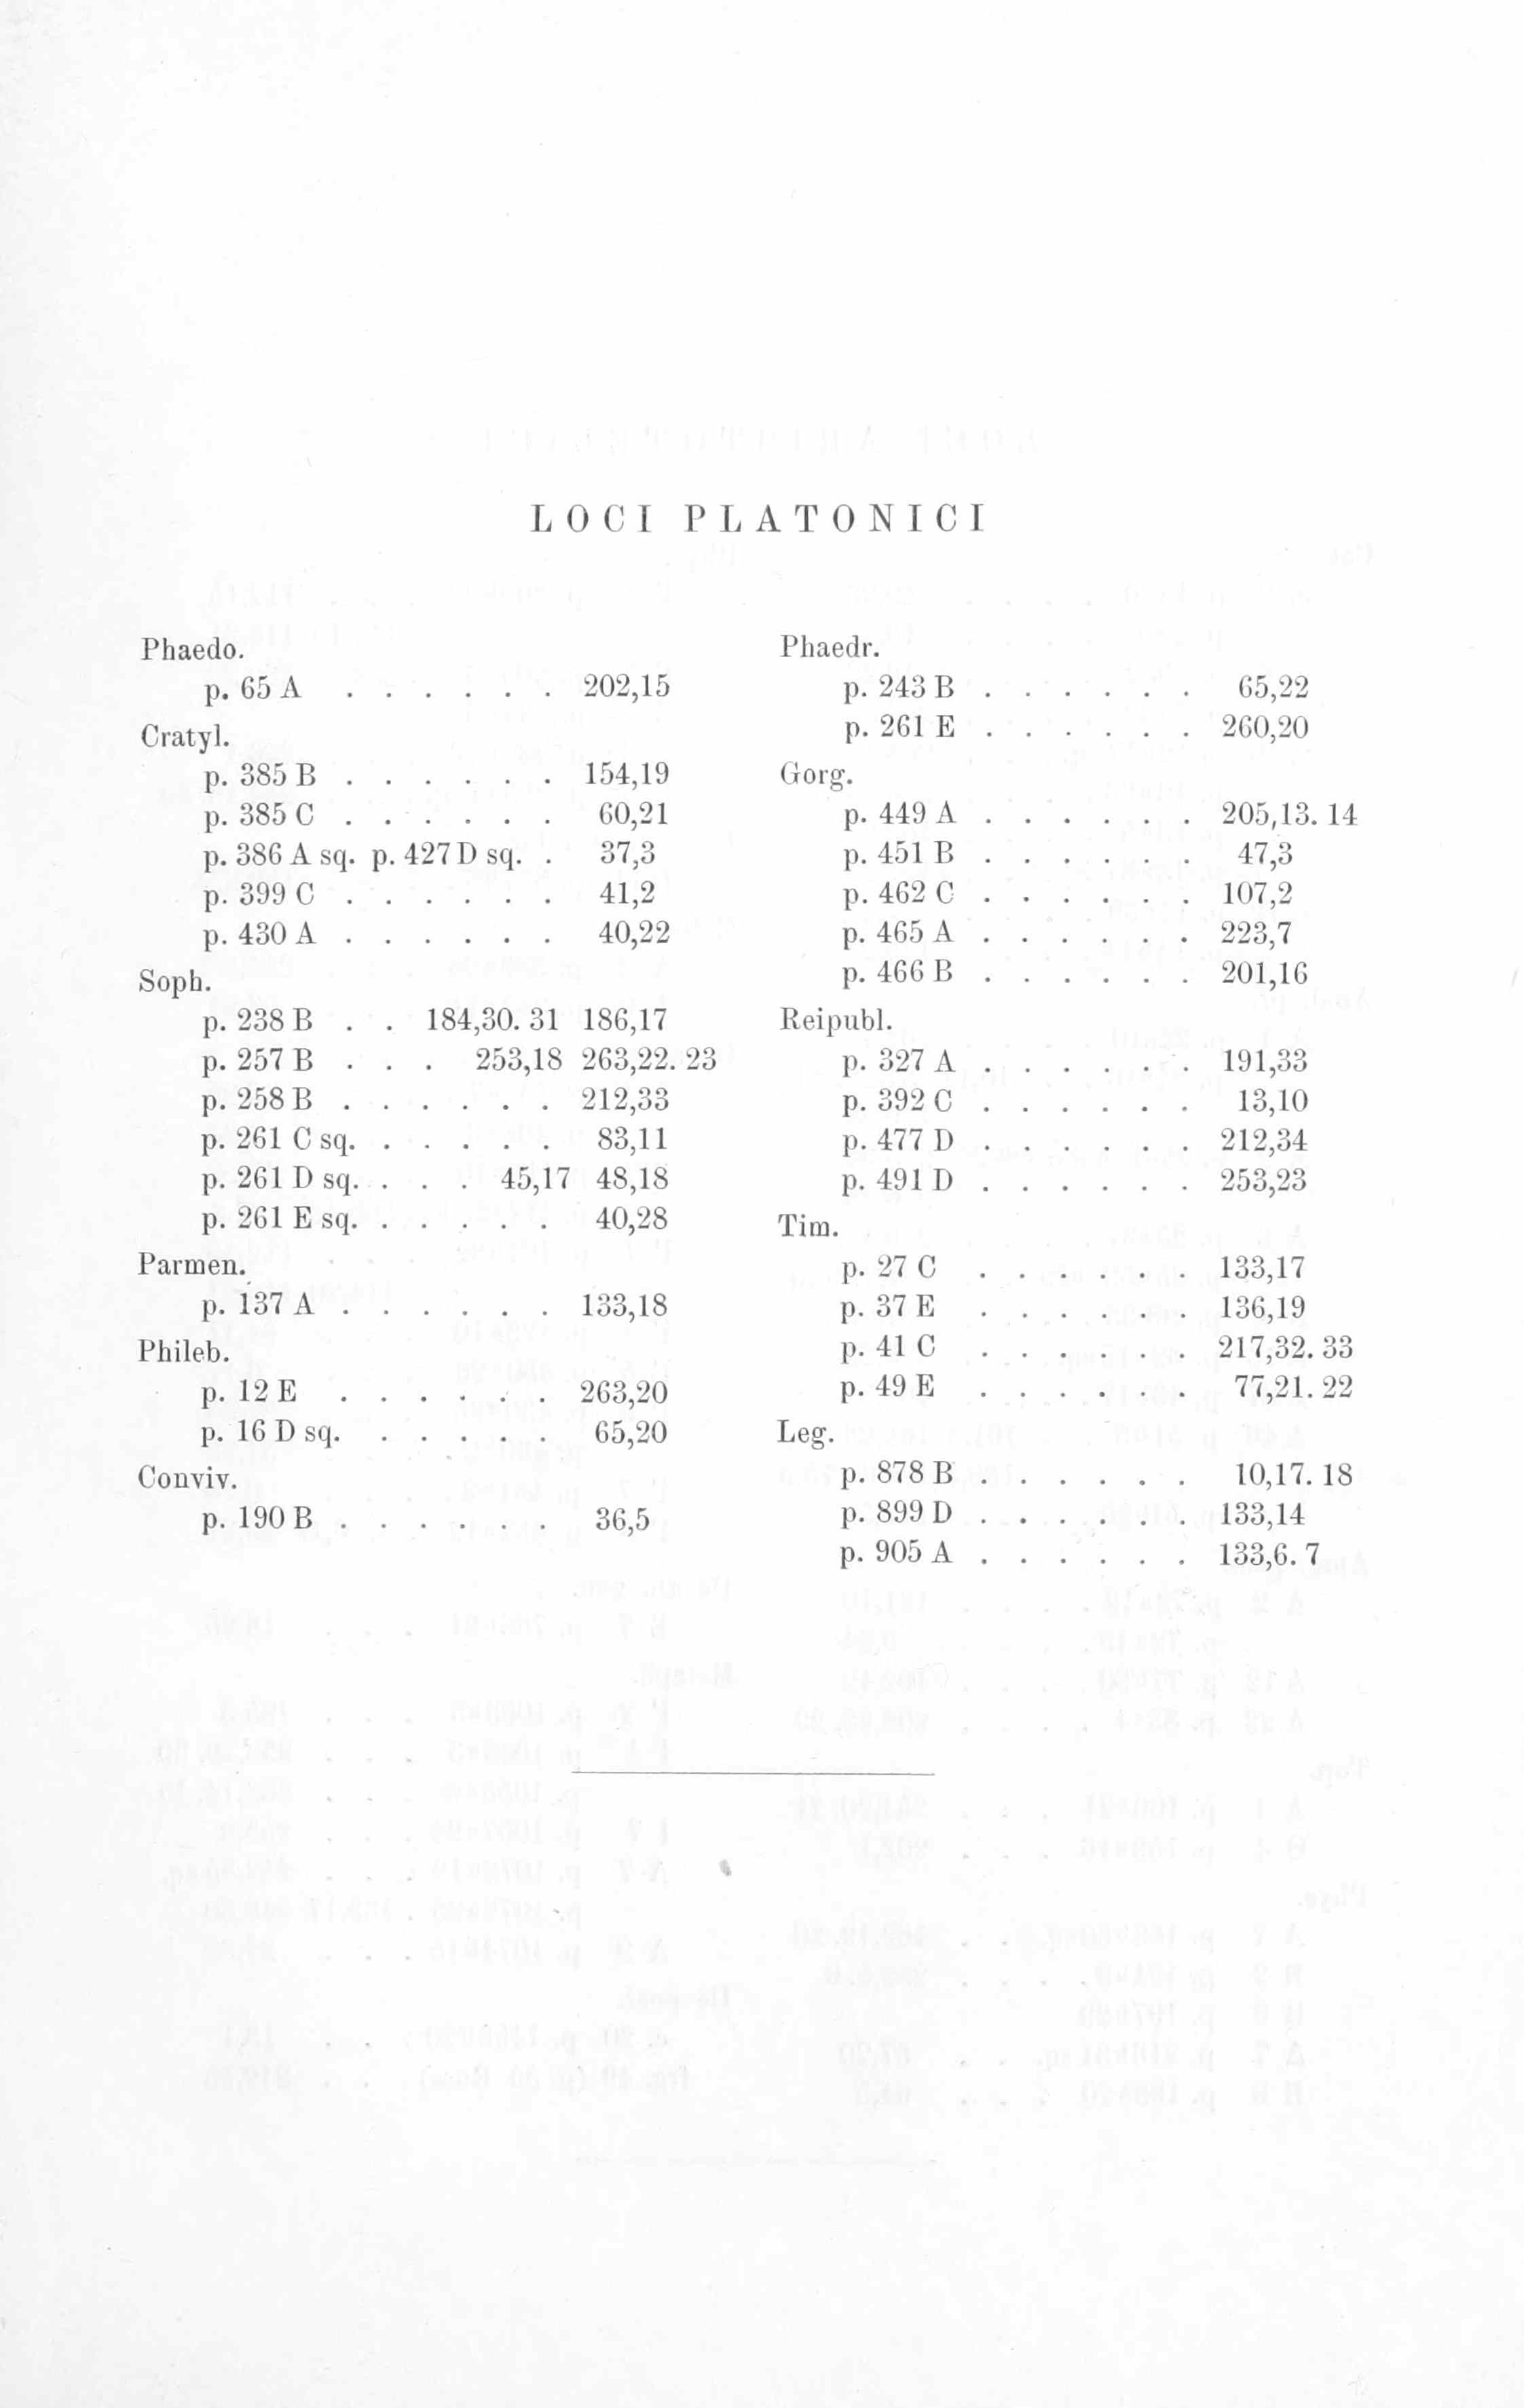 LOCI PLATONICI
Phaedo.
p. 65 A . . . . . . 202,15
Cratyl.
p. 385 B . . . . . . 154,19
p. 385 C . . . . . . 60,21
p. 386 A sq. p. 427 D sq. . 37,3
p. 399 C . . . . . . 41,2
p. 430 A . . . . . . 40,22
Soph.
p. 238 B . . 184,30. 31 186,17
p. 257 B . . . 253,18 263,22. 23
p. 258 B . . . . . . 212,33
p. 261 C sq. . . . . . 83,11
p. 261 D sq. . . . 45,17 48,18
p. 261 E sq. . . . . . 40,28
Parmen.
p. 137 A . . . . . . 133,18
Phileb.
p. 12 E . . . . . . 263,20
p. 16 D sq. . . . . . 65,20
Conviv.
p. 190 B . . . . . . 36,5
Phaedr.
p. 243 B . . . . . . 65,22
p. 261 E . . . . . . 260,20
Gorg.
p. 449 A . . . . . . 205,13. 14
p. 451 B . . . . . . 47,3
p. 462 C . . . . . . 107,2
p. 465 A . . . . . . 223,7
p. 466 B . . . . . . 201,16
Reipubl.
p. 327 A . . . . . . 191,33
p. 392 C . . . . . . 13,10
p. 477 D . . . . . . 212,34
p. 491 D . . . . . . 253,23
Tim.
p. 27 C . . . . . . 133,17
p. 37 E . . . . . . 136,19
p. 41 C . . . . . . 217,32. 33
p. 49 E . . . . . . 77,21. 22
Leg.
p. 878 B . . . . . . 10,17. 18
p. 899 D . . . . . . 133,14
p. 905 A . . . . . . 133,6. 7